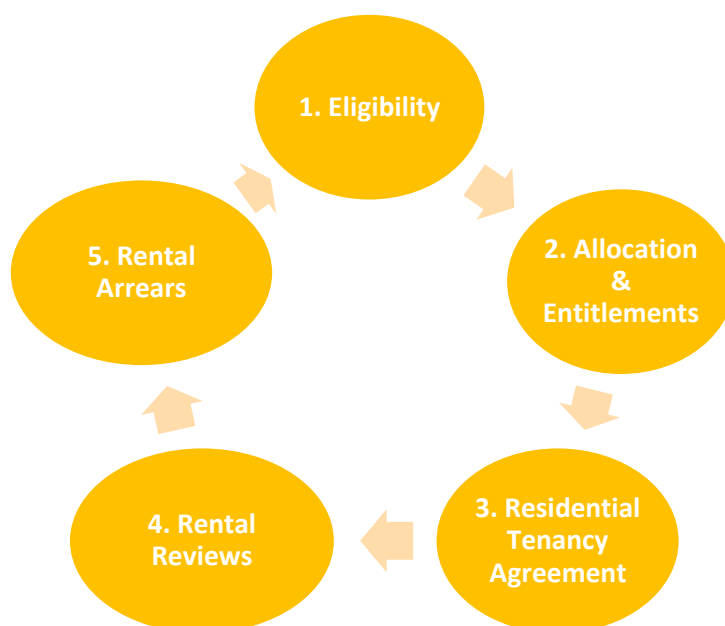 1. Eligibility
2. Allocation
&
Entitlements
3. Residential
Tenancy
Agreement
4. Rental
Reviews
5. Rental
Arrears